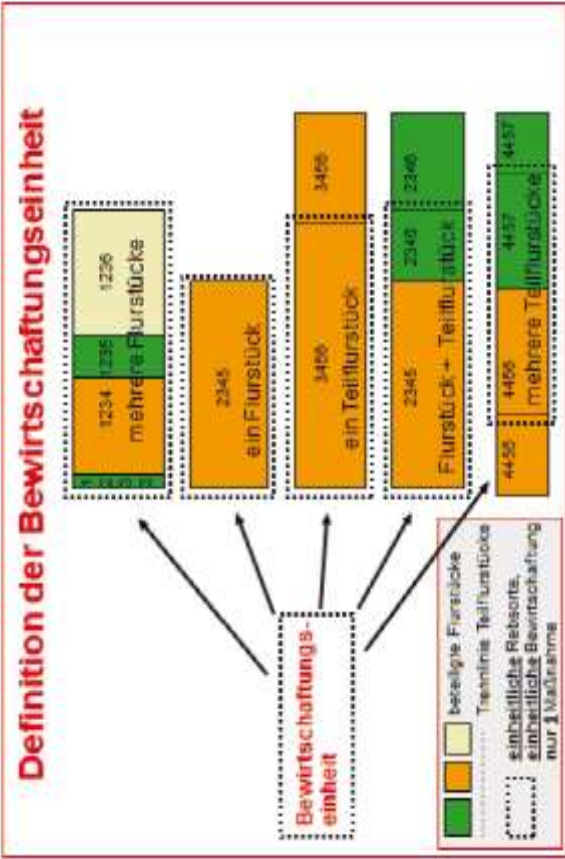 Definition der Bewirtschaftungseinheit
Bewirtschaftungs-
einheit
1234
1235
1236
mehrere Flurstücke
2345
ein Flurstück
3456
3456
ein Teilflurstück
2345
2346
2346
Flurstück + Teilflurstück
4456
4456
4457
4457
mehrere Teilflurstücke
beteiligte Flurstücke
Trennlinie Teilflurstücke
einheitliche Rebsorte,
einheitliche Bewirtschaftung
nur 1 Maßnahme